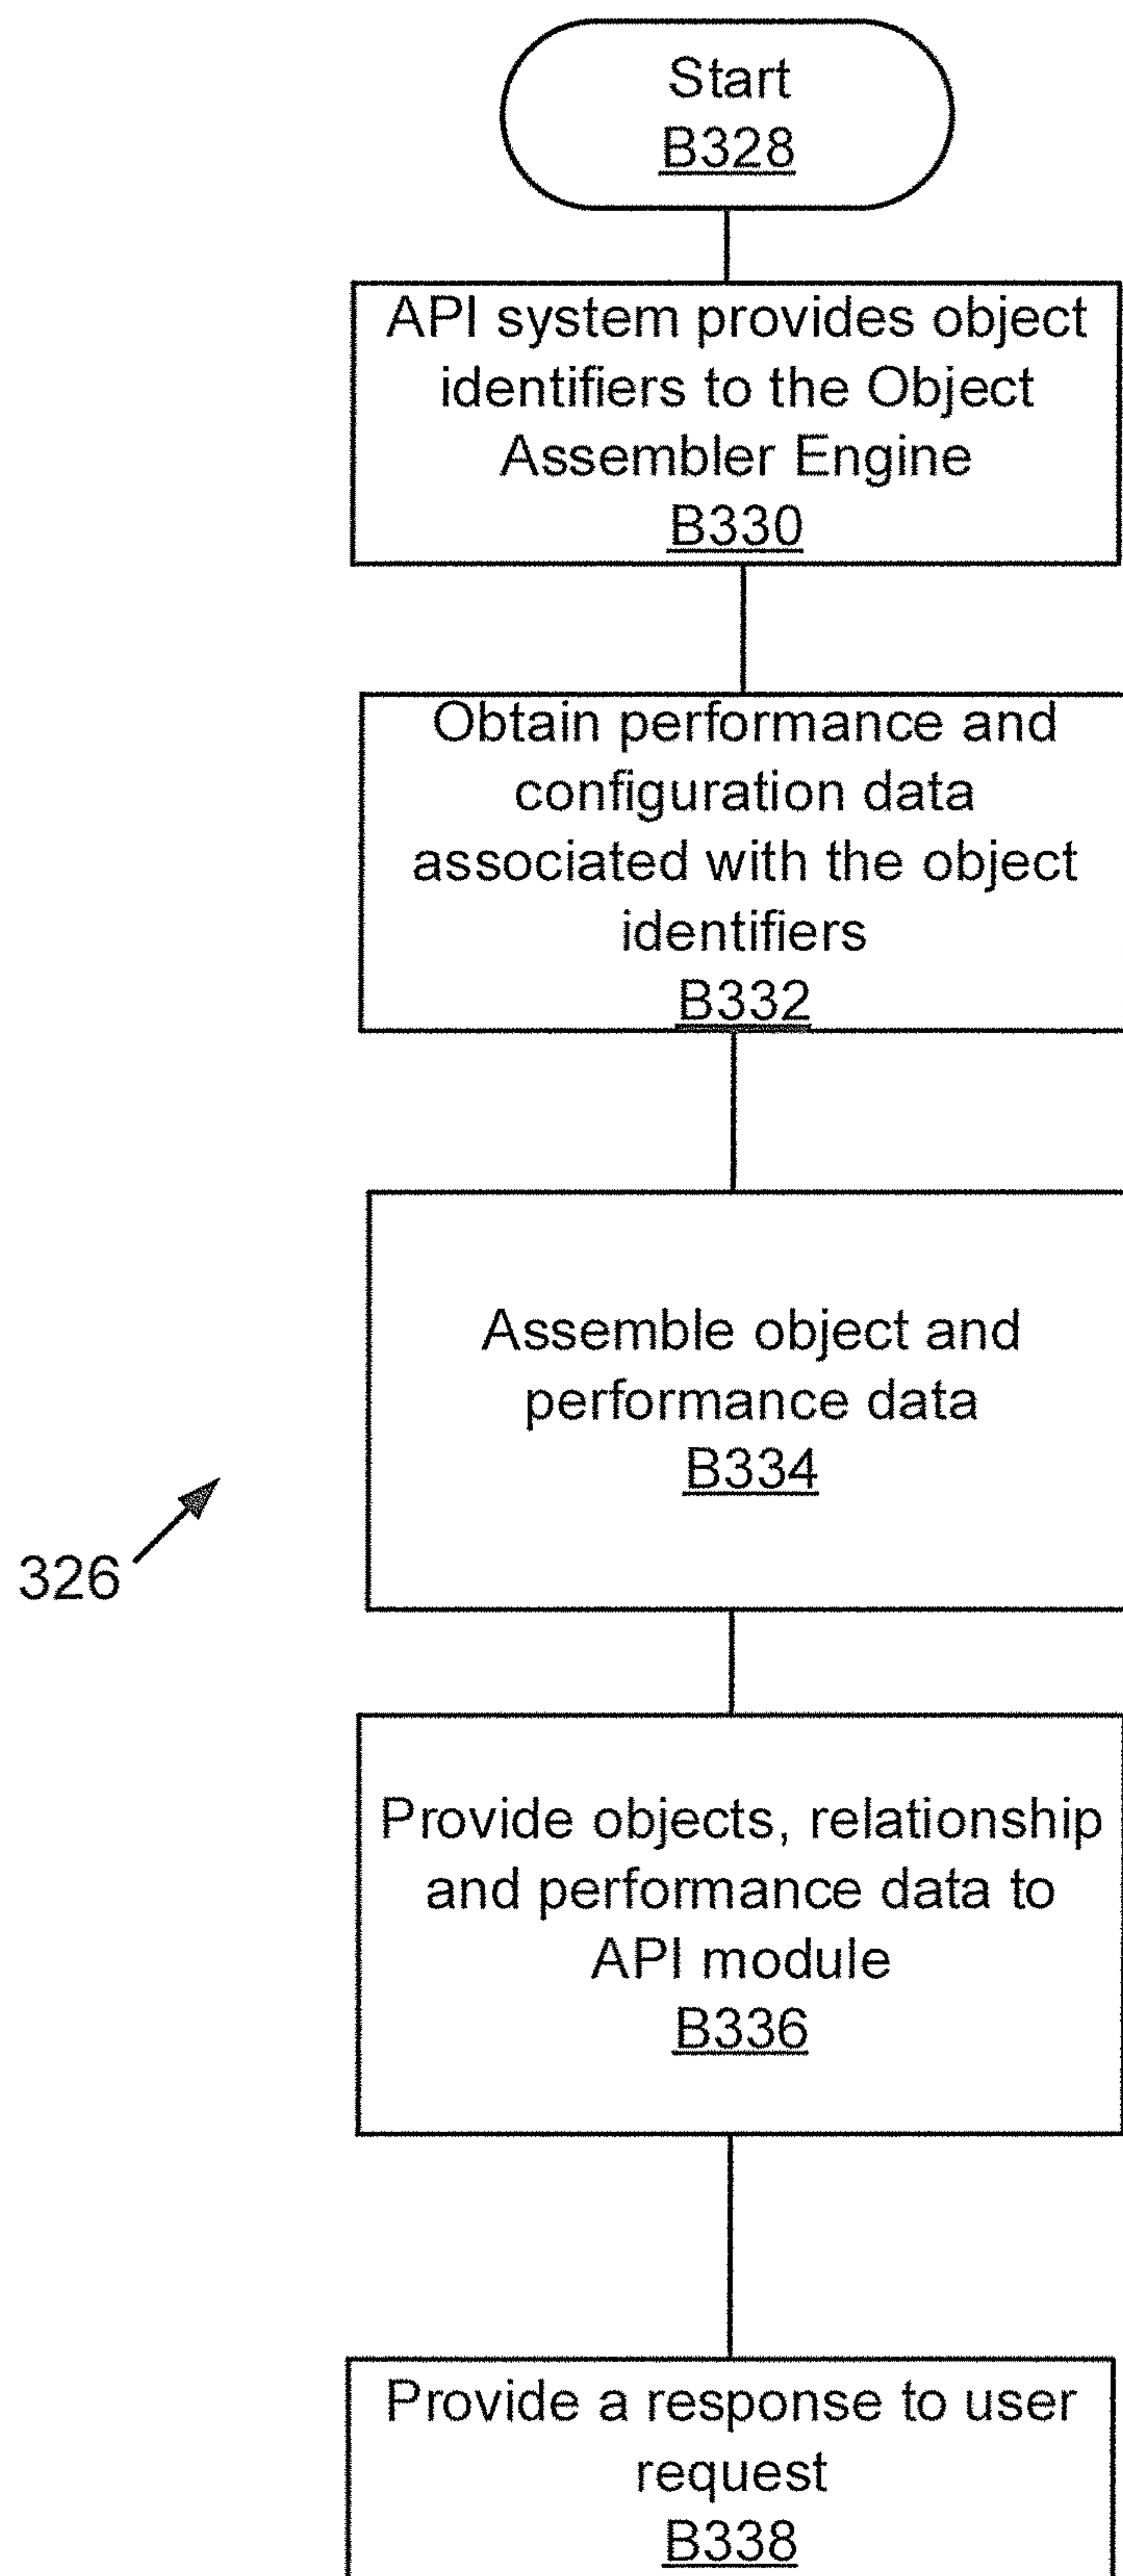 Start
B328
API system provides object
identifiers to the Object
Assembler Engine
B330
Obtain performance and
configuration data
associated with the object
identifiers
B332
Assemble object and
performance data
B334
326
Provide objects, relationship
and performance data to
API module
B336
Provide a response to user
request
B338